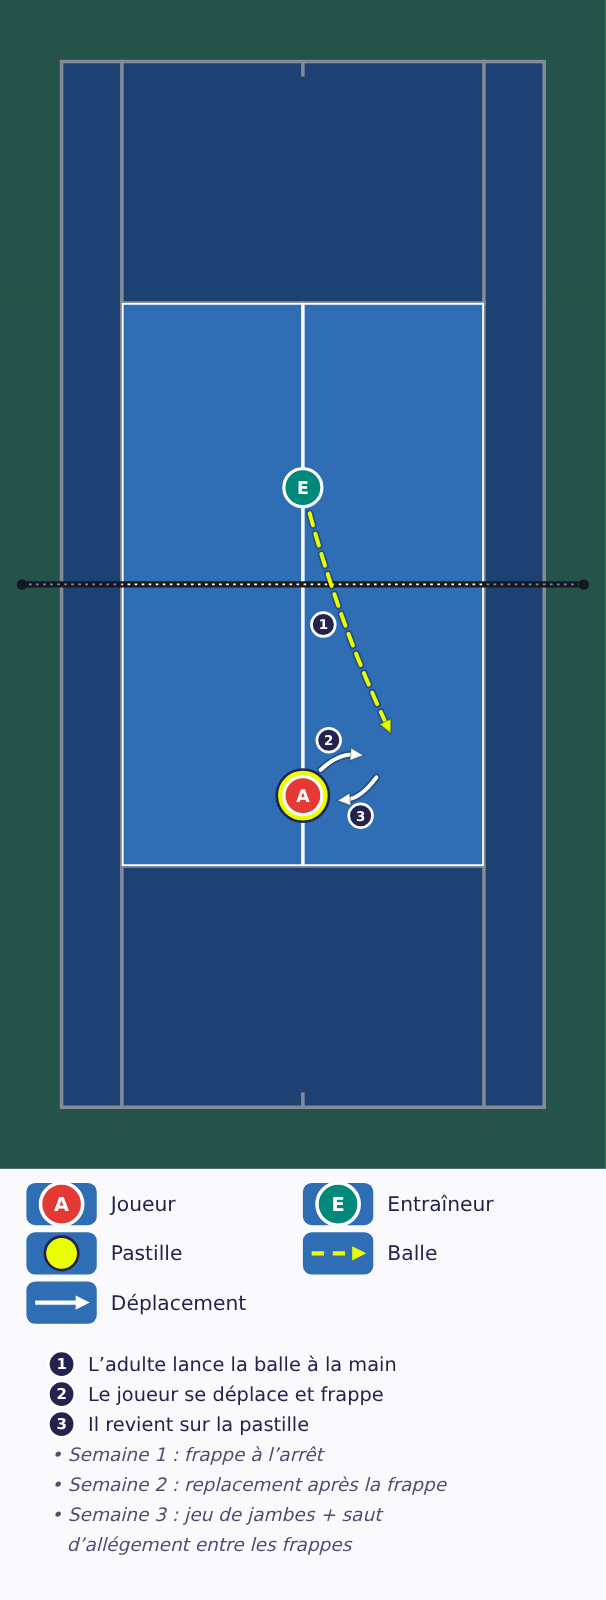 E
1
2
A
3
A Joueur
E Entraîneur
Pastille
Balle
Déplacement
1 L’adulte lance la balle à la main
2 Le joueur se déplace et frappe
3 Il revient sur la pastille
• Semaine 1 : frappe à l’arrêt
• Semaine 2 : replacement après la frappe
• Semaine 3 : jeu de jambes + saut
d’allégement entre les frappes